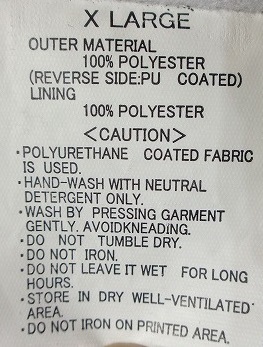 X LARGE
OUTER MATERIAL
100% POLYESTER
(REVERSE SIDE:PU COATED)
LINING
100% POLYESTER
<CAUTION>
・POLYURETHANE COATED FABRIC
IS USED.
・HAND-WASH WITH NEUTRAL
DETERGENT ONLY.
・WASH BY PRESSING GARMENT
GENTLY. AVOIDKNEADING.
・DO NOT TUMBLE DRY.
・DO NOT IRON.
・DO NOT LEAVE IT WET FOR LONG
HOURS.
・STORE IN DRY WELL-VENTILATED
AREA.
・DO NOT IRON ON PRINTED AREA.